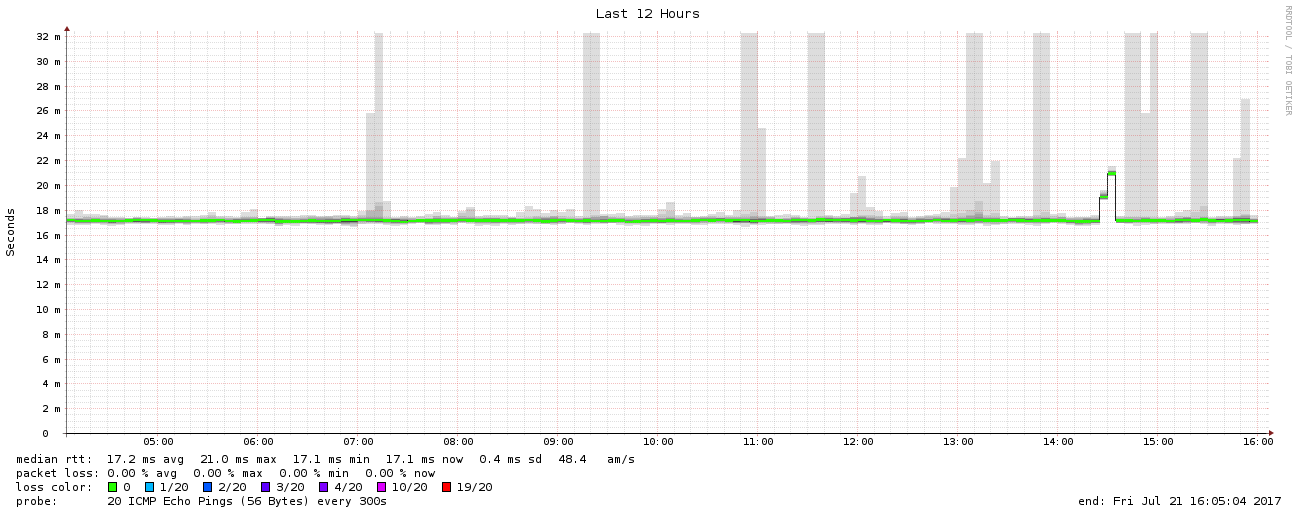 Last 12 Hours
RRDTOOL / TOBI OETIKER
Seconds
32 m
30 m
28 m
26 m
24 m
22 m
20 m
18 m
16 m
14 m
12 m
10 m
8 m
6 m
4 m
2 m
0
05:00 06:00 07:00 08:00 09:00 10:00 11:00 12:00 13:00 14:00 15:00 16:00
median rtt: 17.2 ms avg 21.0 ms max 17.1 ms min 17.1 ms now 0.4 ms sd 48.4 am/s
packet loss: 0.00 % avg 0.00 % max 0.00 % min 0.00 % now
loss color: 0 1/20 2/20 3/20 4/20 10/20 19/20
probe: 20 ICMP Echo Pings (56 Bytes) every 300s end: Fri Jul 21 16:05:04 2017